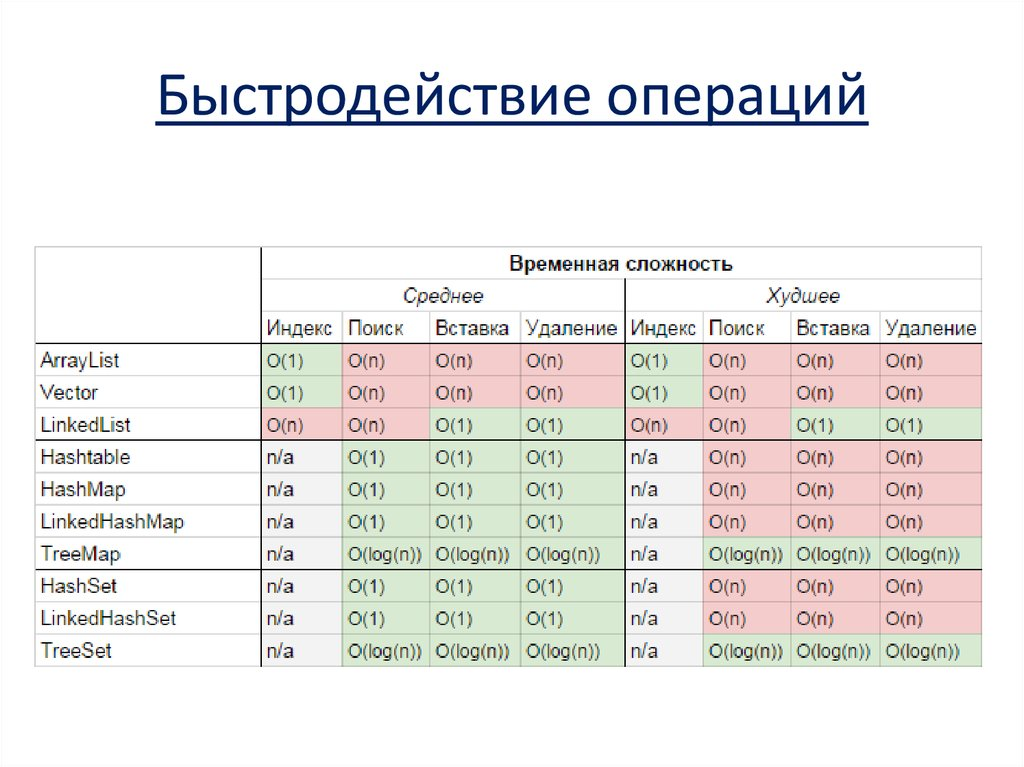 Быстродействие операций
Временная сложность
Среднее Худшее
Индекс Поиск Вставка Удаление Индекс Поиск Вставка Удаление
ArrayList O(1) O(n) O(n) O(n) O(1) O(n) O(n) O(n)
Vector O(1) O(n) O(n) O(n) O(1) O(n) O(n) O(n)
LinkedList O(n) O(n) O(1) O(1) O(n) O(n) O(1) O(1)
Hashtable n/a O(1) O(1) O(1) n/a O(n) O(n) O(n)
HashMap n/a O(1) O(1) O(1) n/a O(n) O(n) O(n)
LinkedHashMap n/a O(1) O(1) O(1) n/a O(n) O(n) O(n)
TreeMap n/a O(log(n)) O(log(n)) O(log(n)) n/a O(log(n)) O(log(n)) O(log(n))
HashSet n/a O(1) O(1) O(1) n/a O(n) O(n) O(n)
LinkedHashSet n/a O(1) O(1) O(1) n/a O(n) O(n) O(n)
TreeSet n/a O(log(n)) O(log(n)) O(log(n)) n/a O(log(n)) O(log(n)) O(log(n))